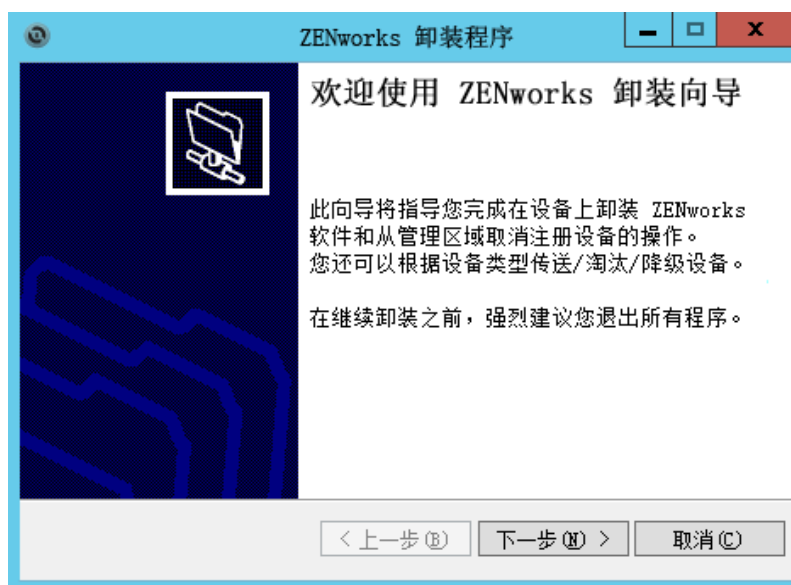 ZENworks 卸装程序
欢迎使用 ZENworks 卸装向导
此向导将指导您完成在设备上卸装 ZENworks
软件和从管理区域取消注册设备的操作。
您还可以根据设备类型传送/淘汰/降级设备。
在继续卸装之前，强烈建议您退出所有程序。
< 上一步(B)
下一步(N) >
取消(C)